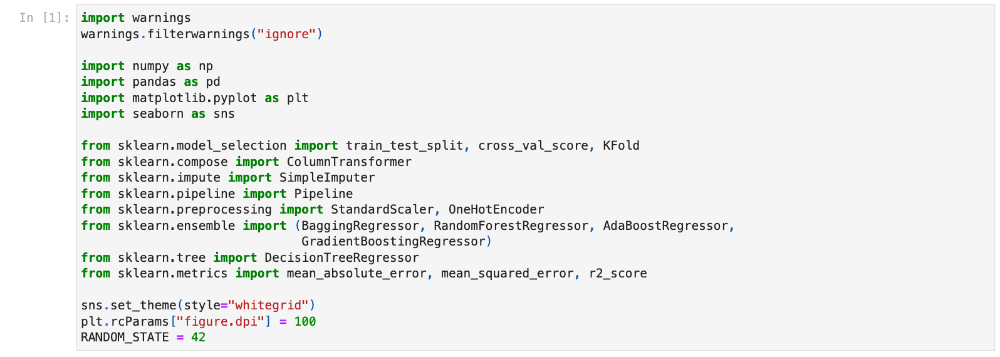 In [1]:
import warnings
warnings.filterwarnings("ignore")
import numpy as np
import pandas as pd
import matplotlib.pyplot as plt
import seaborn as sns
from sklearn.model_selection import train_test_split, cross_val_score, KFold
from sklearn.compose import ColumnTransformer
from sklearn.impute import SimpleImputer
from sklearn.pipeline import Pipeline
from sklearn.preprocessing import StandardScaler, OneHotEncoder
from sklearn.ensemble import (BaggingRegressor, RandomForestRegressor, AdaBoostRegressor,
                              GradientBoostingRegressor)
from sklearn.tree import DecisionTreeRegressor
from sklearn.metrics import mean_absolute_error, mean_squared_error, r2_score
sns.set_theme(style="whitegrid")
plt.rcParams["figure.dpi"] = 100
RANDOM_STATE = 42